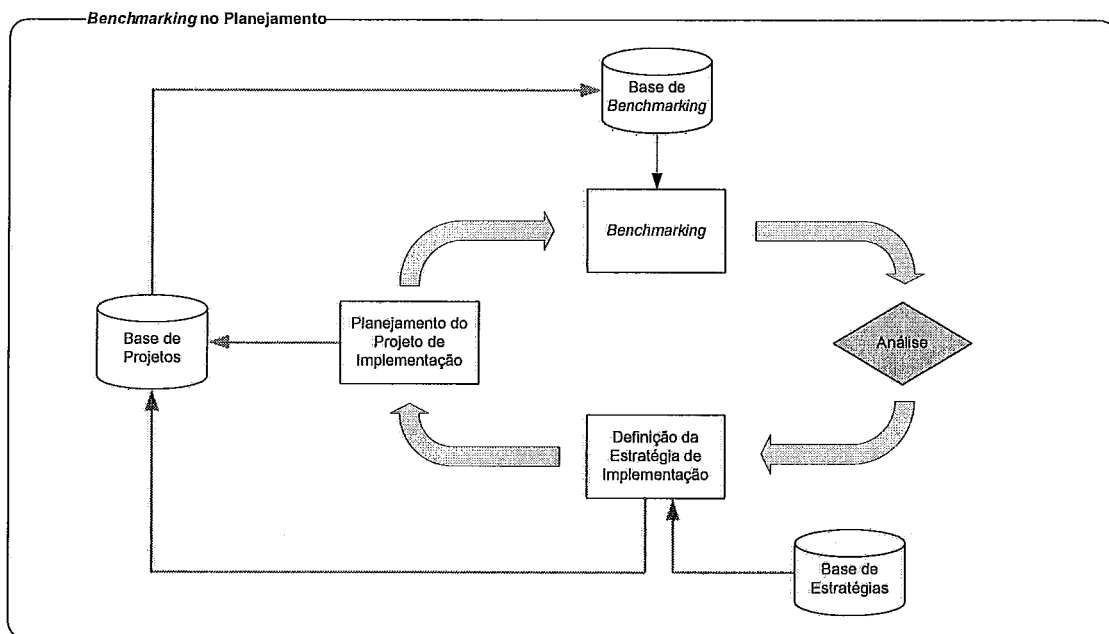 Benchmarking no Planejamento
Base de
Benchmarking
Benchmarking
Planejamento do
Projeto de
Implementação
Base de
Projetos
Análise
Definição da
Estratégia de
Implementação
Base de
Estratégias